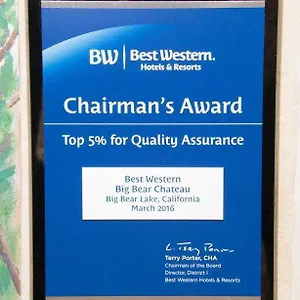 BW Best Western.
Hotels & Resorts
Chairman's Award
Top 5% for Quality Assurance
Best Western
Big Bear Chateau
Big Bear Lake, California
March 2016
Terry Porter, CHA
Chairman of the Board
Director, District I
Best Western Hotels & Resorts